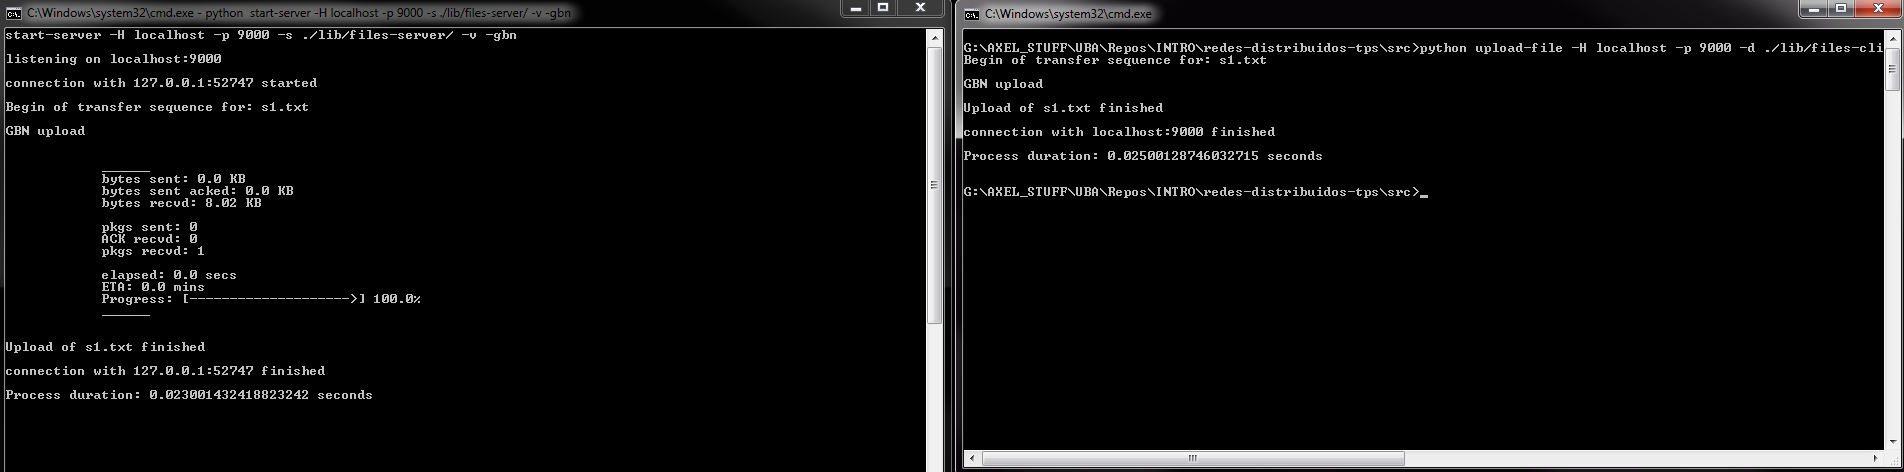 C:\Windows\system32\cmd.exe - python  start-server -H localhost -p 9000 -s ./lib/files-server/ -v -gbn
start-server -H localhost -p 9000 -s ./lib/files-server/ -v -gbn
listening on localhost:9000
connection with 127.0.0.1:52747 started
Begin of transfer sequence for: s1.txt
GBN upload
bytes sent: 0.0 KB
bytes sent acked: 0.0 KB
bytes recvd: 8.02 KB
pkgs sent: 0
ACK recvd: 0
pkgs recvd: 1
elapsed: 0.0 secs
ETA: 0.0 mins
Progress: [-------------------->] 100.0%
Upload of s1.txt finished
connection with 127.0.0.1:52747 finished
Process duration: 0.023001432418823242 seconds
C:\Windows\system32\cmd.exe
G:\AXEL_STUFF\UBA\Repos\INTRO\redes-distribuidos-tps\src>python upload-file -H localhost -p 9000 -d ./lib/files-cli
Begin of transfer sequence for: s1.txt
GBN upload
Upload of s1.txt finished
connection with localhost:9000 finished
Process duration: 0.02500128746032715 seconds
G:\AXEL_STUFF\UBA\Repos\INTRO\redes-distribuidos-tps\src>